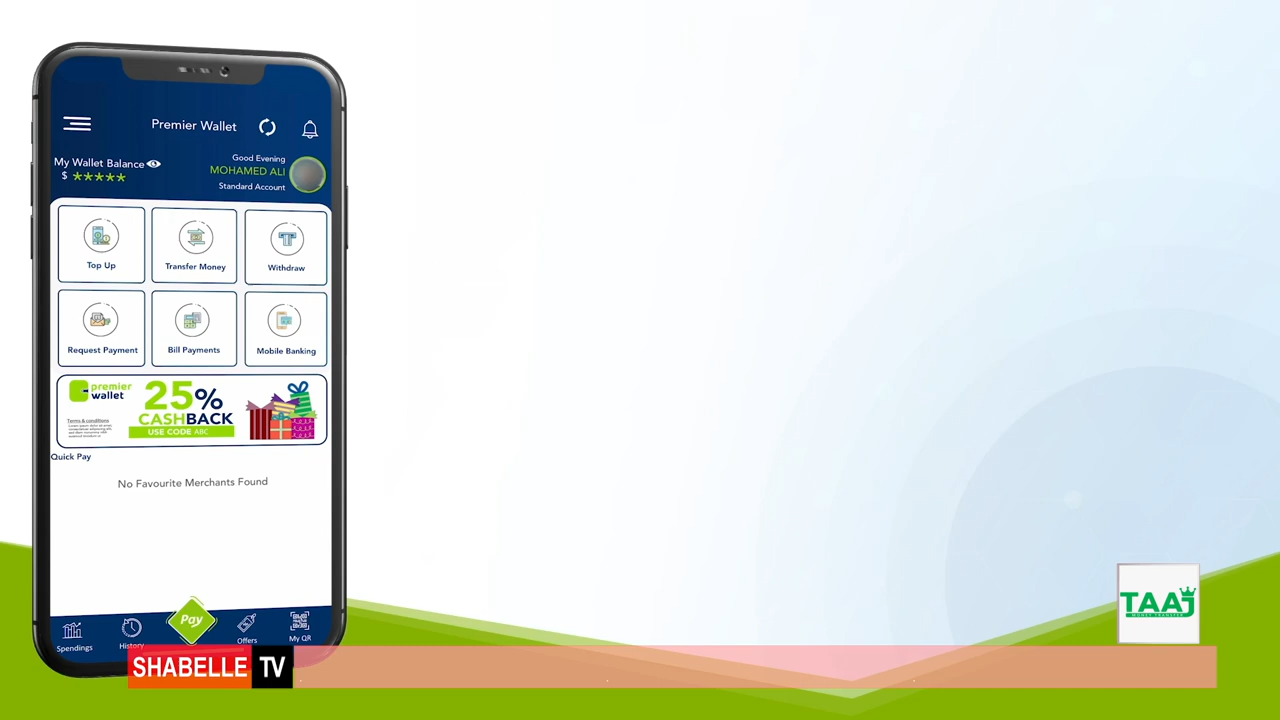 Premier Wallet
My Wallet Balance
$ *****
Good Evening
MOHAMED ALI
Standard Account
Top Up
Transfer Money
Withdraw
Request Payment
Bill Payments
Mobile Banking
premier
wallet
Terms & conditions
25%
CASHBACK
USE CODE ABC
Quick Pay
No Favourite Merchants Found
Spendings
History
Pay
Offers
My QR
TAAJ
MONEY TRANSFER
SHABELLE TV